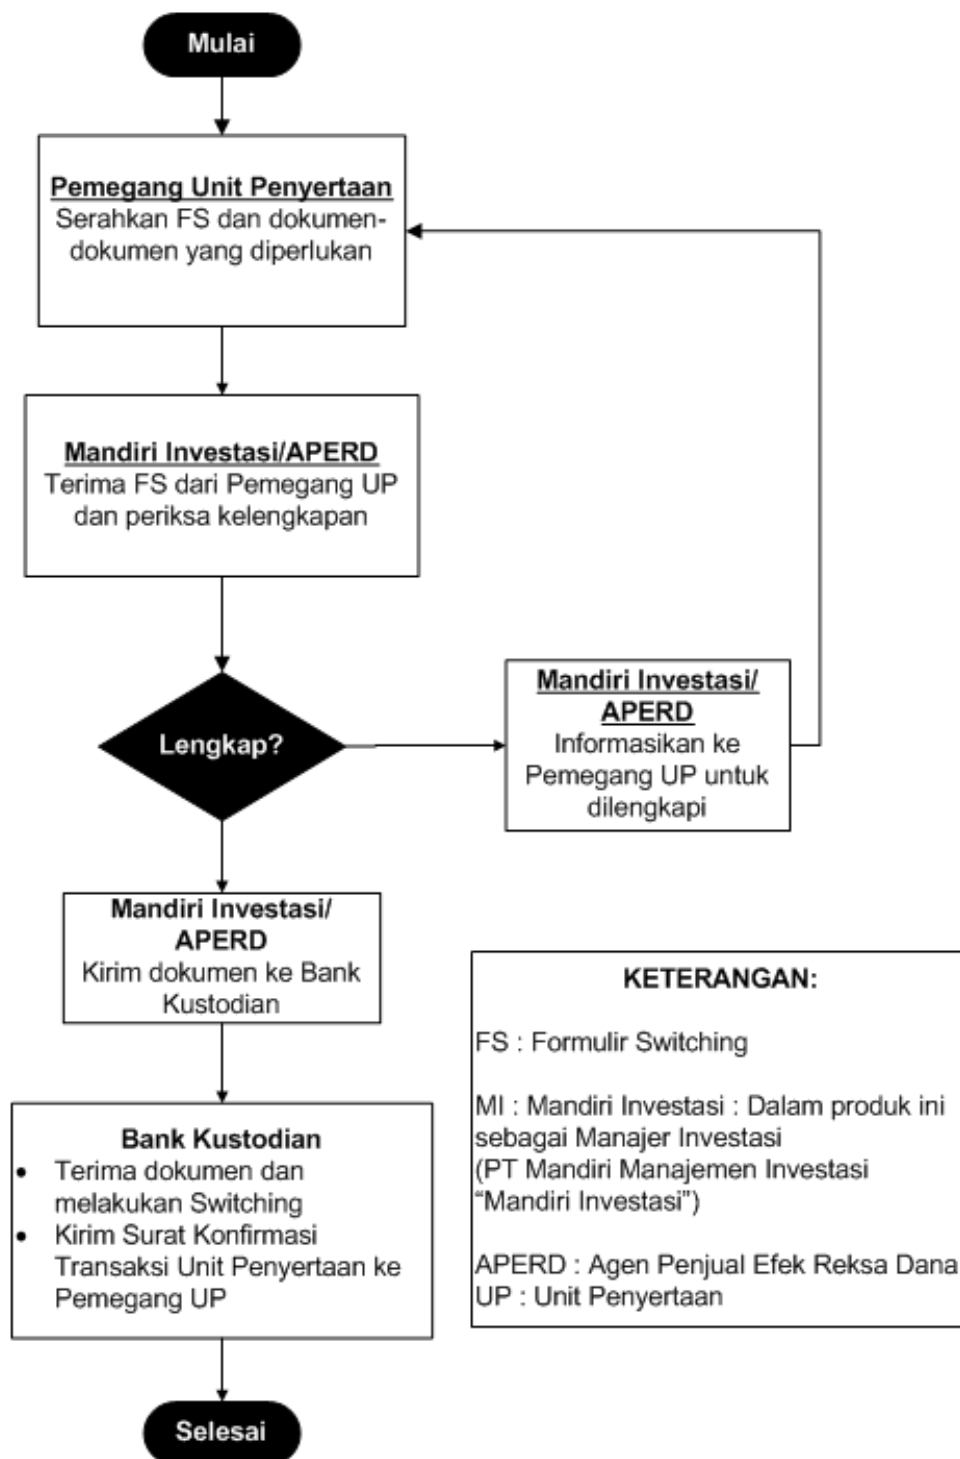 Mulai
Pemegang Unit Penyertaan
Serahkan FS dan dokumen-
dokumen yang diperlukan
Mandiri Investasi/APERD
Terima FS dari Pemegang UP
dan periksa kelengkapan
Lengkap?
Mandiri Investasi/
APERD
Informasikan ke
Pemegang UP untuk
dilengkapi
Mandiri Investasi/
APERD
Kirim dokumen ke Bank
Kustodian
Bank Kustodian
• Terima dokumen dan
melakukan Switching
• Kirim Surat Konfirmasi
Transaksi Unit Penyertaan ke
Pemegang UP
Selesai
KETERANGAN:
FS : Formulir Switching
MI : Mandiri Investasi : Dalam produk ini
sebagai Manajer Investasi
(PT Mandiri Manajemen Investasi
“Mandiri Investasi”)
APERD : Agen Penjual Efek Reksa Dana
UP : Unit Penyertaan